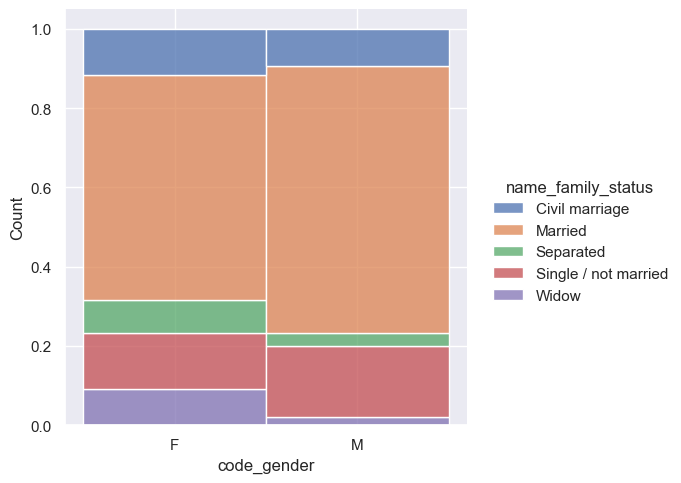 1.0
0.8
0.6
0.4
0.2
0.0
Count
F
M
code_gender
name_family_status
Civil marriage
Married
Separated
Single / not married
Widow